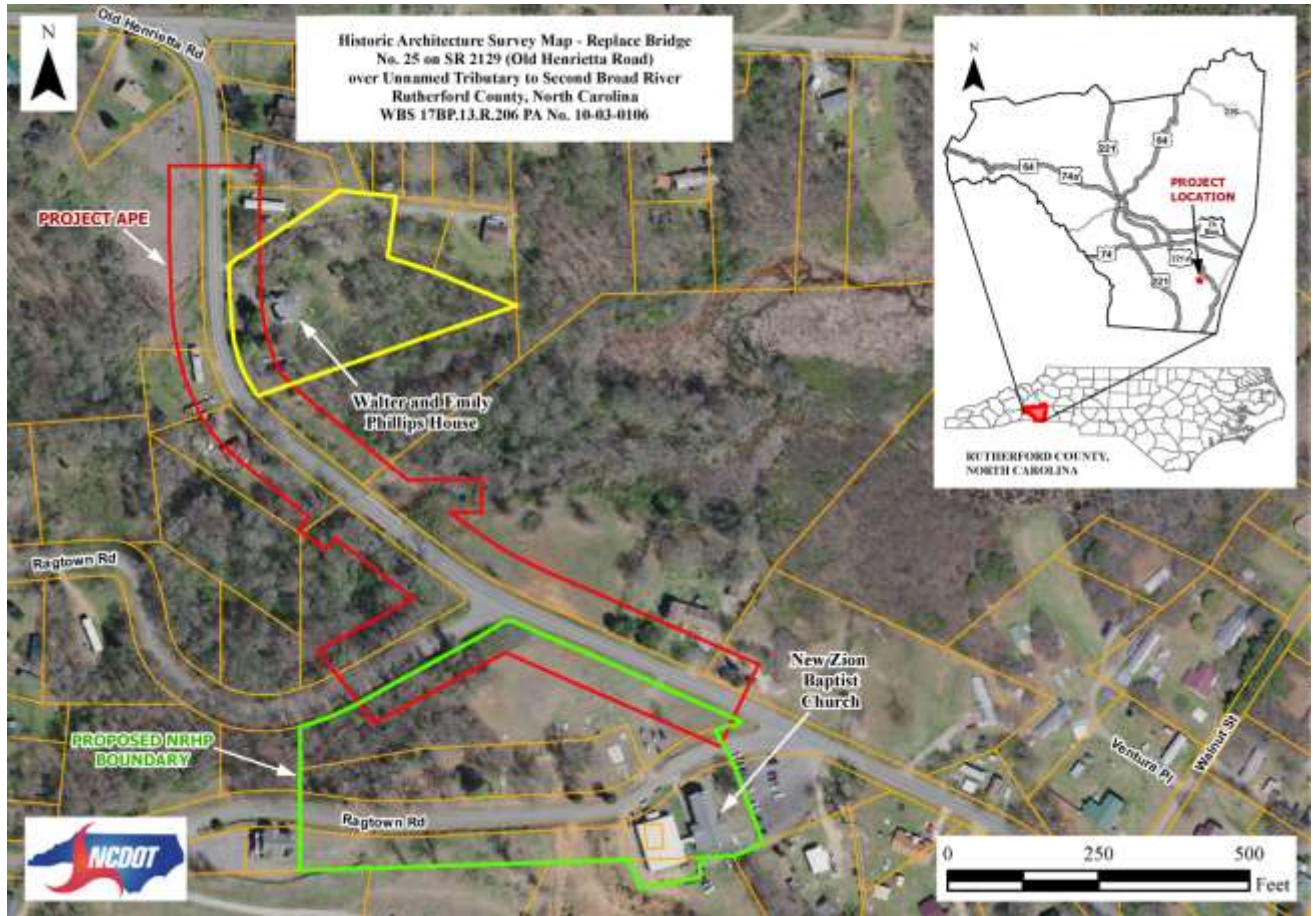 N
Old Henrietta Rd
Historic Architecture Survey Map - Replace Bridge
No. 25 on SR 2129 (Old Henrietta Road)
over Unnamed Tributary to Second Broad River
Rutherford County, North Carolina
WBS 17BP.13.R.206 PA No. 10-03-0106
N
221
64
64
74a
PROJECT
LOCATION
74
221a
221
RUTHERFORD COUNTY,
NORTH CAROLINA
PROJECT APE
Walter and Emily
Phillips House
Ragtown Rd
New Zion
Baptist
Church
PROPOSED NRHP
BOUNDARY
Ragtown Rd
Ventura Pl
Walnut St
NCDOT
0 250 500
Feet